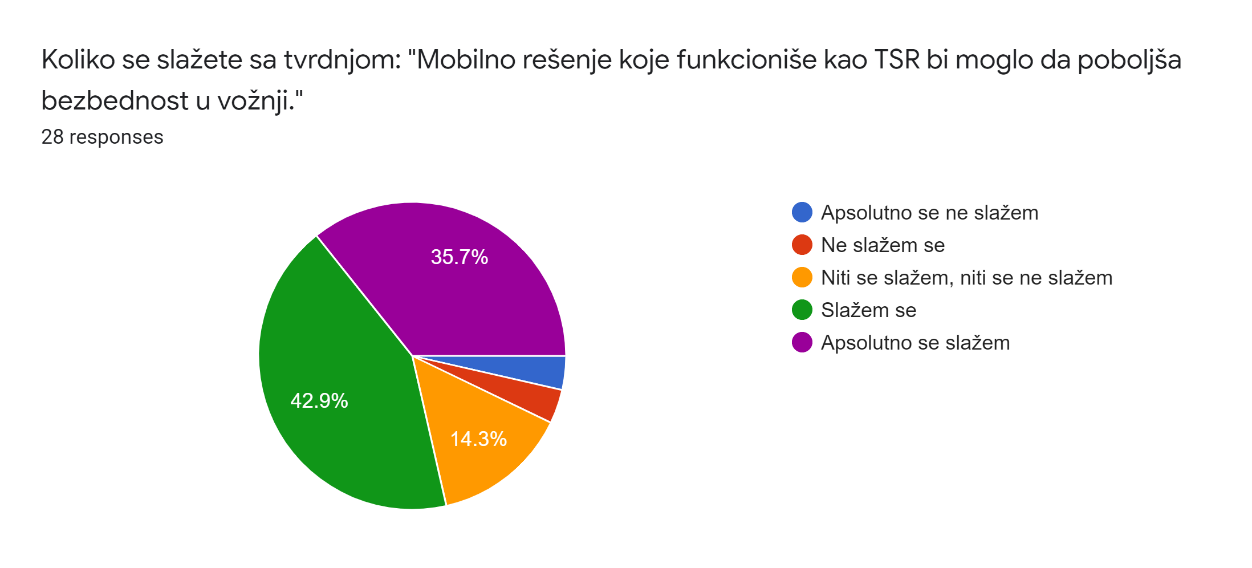 Koliko se slažete sa tvrdnjom: "Mobilno rešenje koje funkcioniše kao TSR bi moglo da poboljša
bezbednost u vožnji."
28 responses
35.7%
42.9%
14.3%
Apsolutno se ne slažem
Ne slažem se
Niti se slažem, niti se ne slažem
Slažem se
Apsolutno se slažem